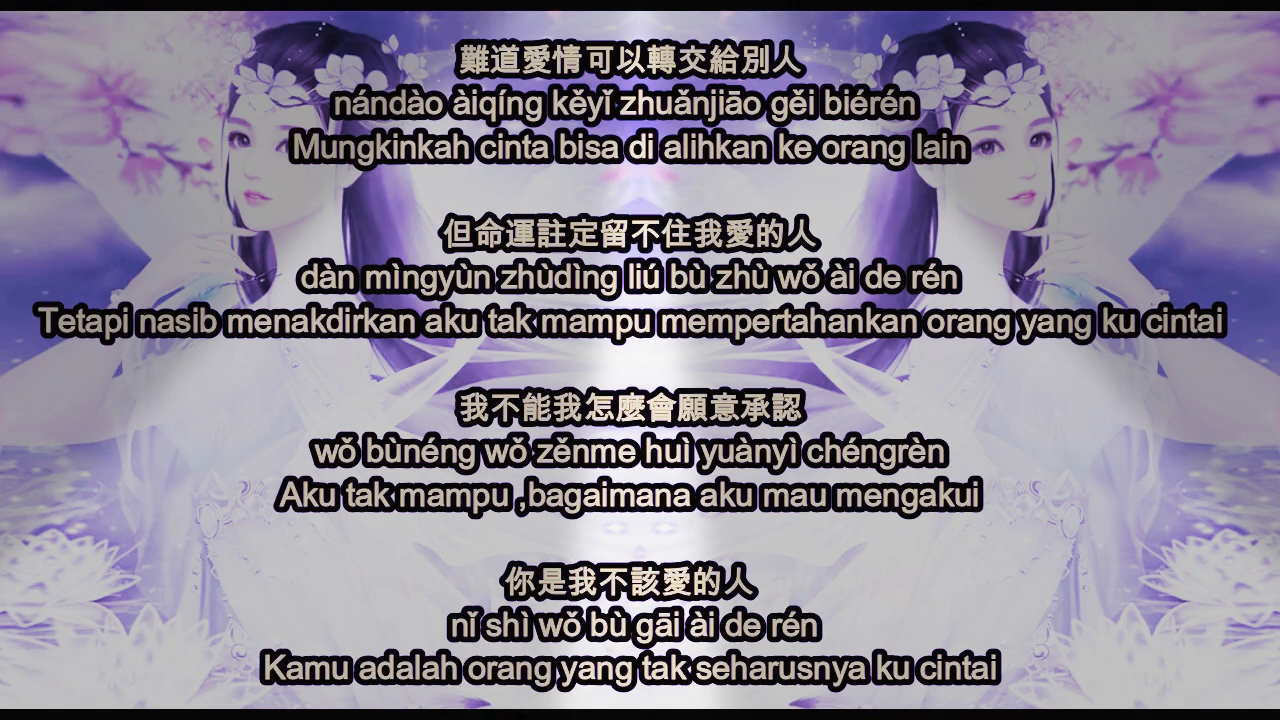 難道愛情可以轉交給別人
nándào àiqíng kěyǐ zhuǎnjiāo gěi biérén
Mungkinkah cinta bisa di alihkan ke orang lain
但命運註定留不住我愛的人
dàn mìngyùn zhùdìng liú bù zhù wǒ ài de rén
Tetapi nasib menakdirkan aku tak mampu mempertahankan orang yang ku cintai
我不能我怎麼會願意承認
wǒ bùnéng wǒ zěnme huì yuànyì chéngrèn
Aku tak mampu ,bagaimana aku mau mengakui
你是我不該愛的人
nǐ shì wǒ bù gāi ài de rén
Kamu adalah orang yang tak seharusnya ku cintai